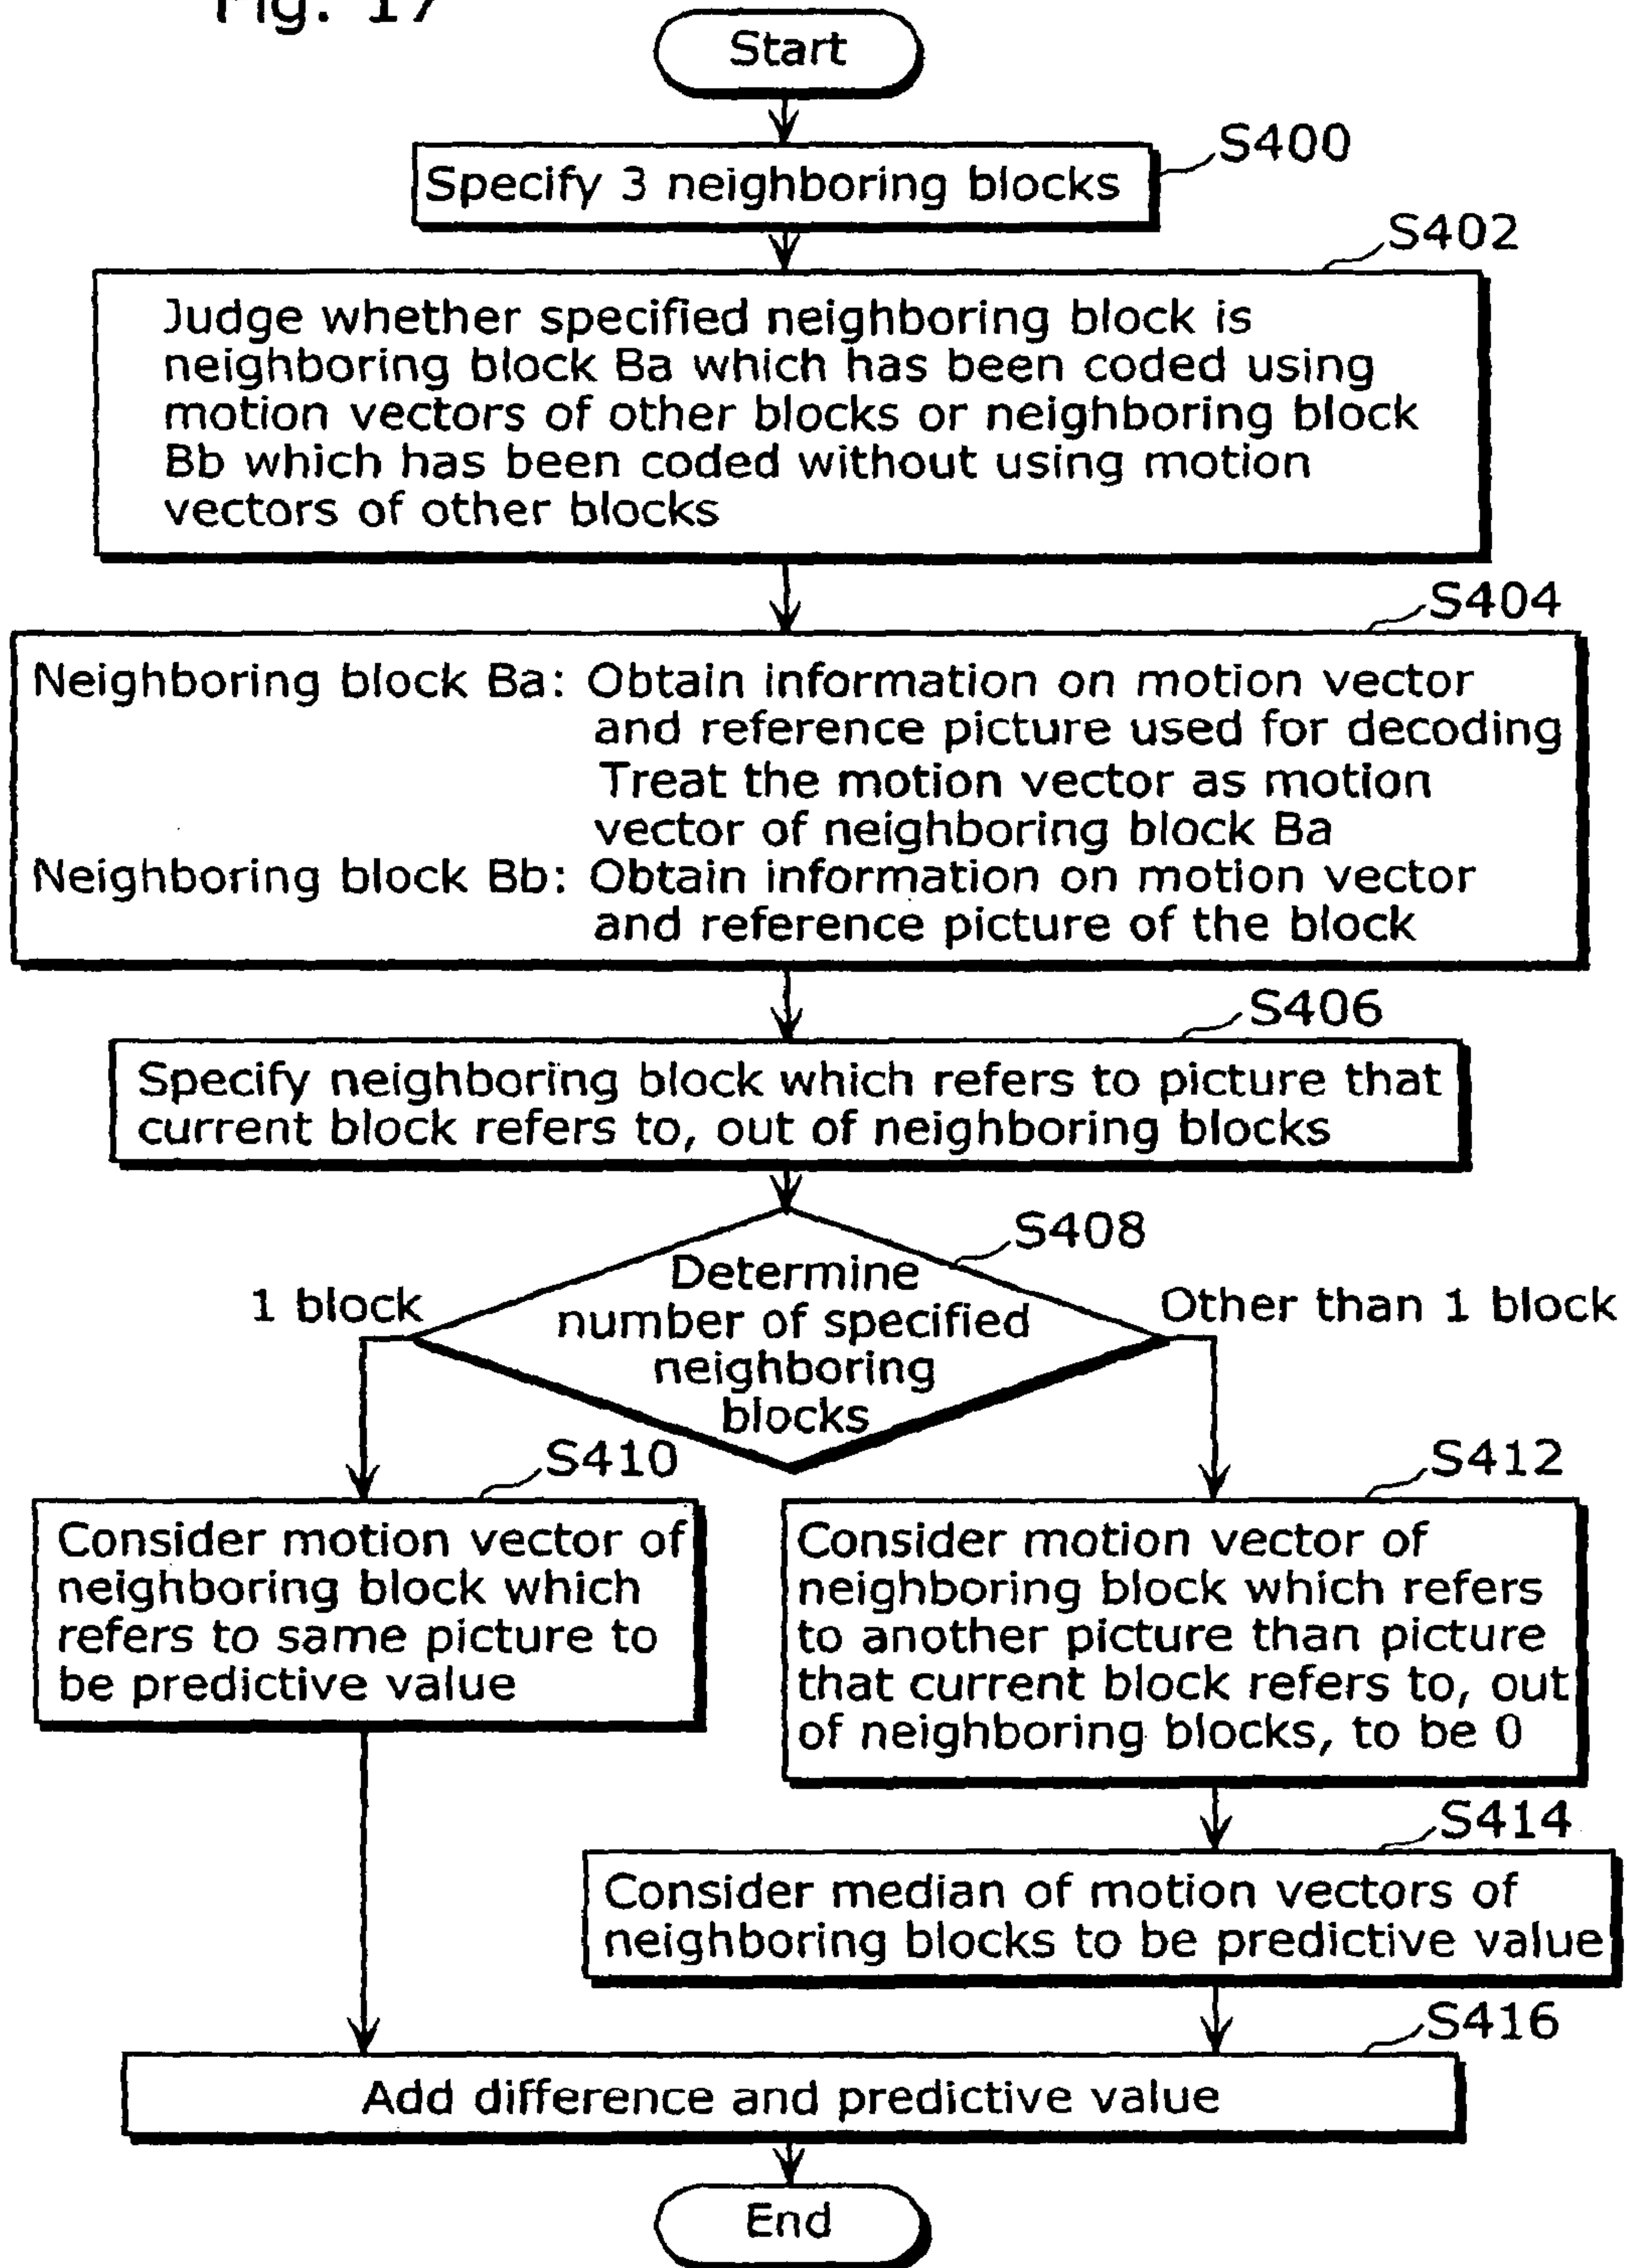 Fig. 17
Start
S400
Specify 3 neighboring blocks
S402
Judge whether specified neighboring block is
neighboring block Ba which has been coded using
motion vectors of other blocks or neighboring block
Bb which has been coded without using motion
vectors of other blocks
S404
Neighboring block Ba: Obtain information on motion vector
and reference picture used for decoding
Treat the motion vector as motion
vector of neighboring block Ba
Neighboring block Bb: Obtain information on motion vector
and reference picture of the block
S406
Specify neighboring block which refers to picture that
current block refers to, out of neighboring blocks
S408
Determine
number of specified
neighboring
blocks
1 block
Other than 1 block
S410
Consider motion vector of
neighboring block which
refers to same picture to
be predictive value
S412
Consider motion vector of
neighboring block which refers
to another picture than picture
that current block refers to, out
of neighboring blocks, to be 0
S414
Consider median of motion vectors of
neighboring blocks to be predictive value
S416
Add difference and predictive value
End